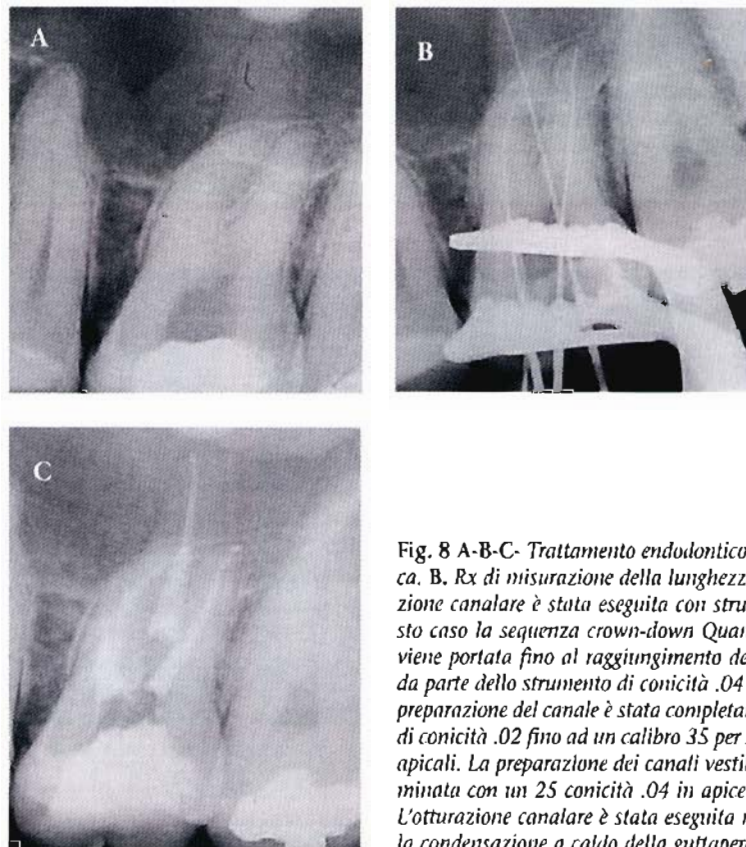 A
B
C
Fig. 8 A-B-C- Trattamento endodontico
ca. B. Rx di misurazione della lunghezz
zione canalare è stata eseguita con stru
sto caso la sequenza crown-down Quan
viene portata fino al raggiungimento de
da parte dello strumento di conicità .04
preparazione del canale è stata completa
di conicità .02 fino ad un calibro 35 per
apicali. La preparazione dei canali vesti
minata con un 25 conicità .04 in apice
L'otturazione canalare è stata eseguita
la condensazione a caldo della guttaper